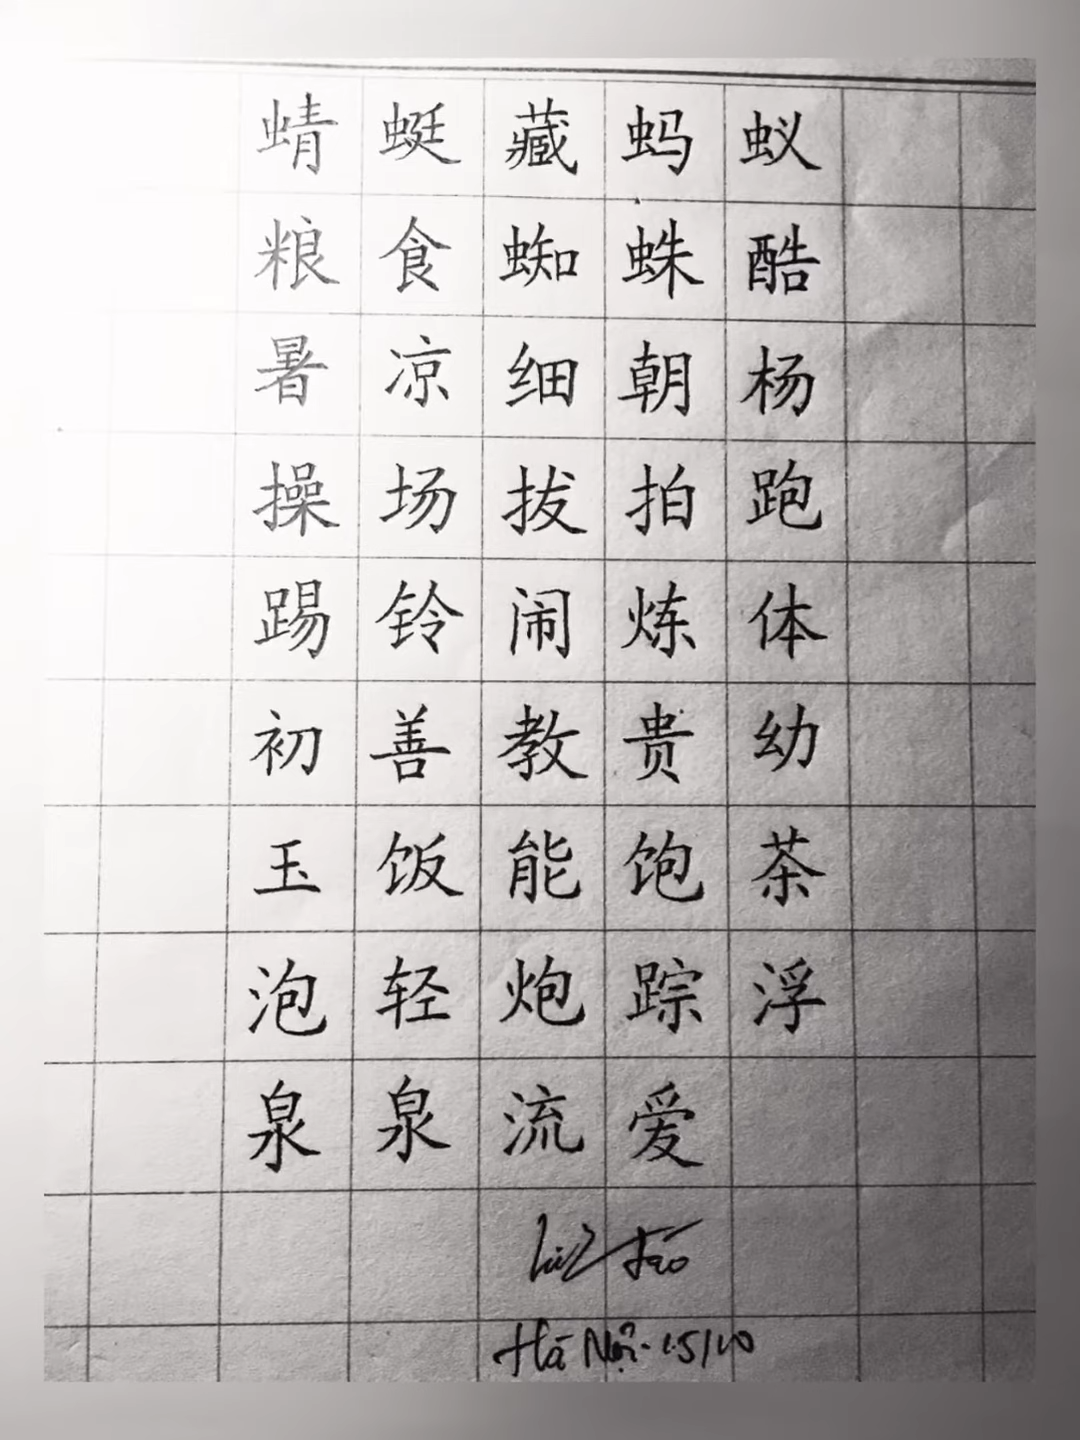 蜻蜓藏蚂蚁
粮食蜘蛛酷
暑凉细朝杨
操场拔拍跑
踢铃闹炼体
初善教贵幼
玉饭能饱茶
泡轻炮踪浮
泉泉流爱
Hà Nội. 15/10